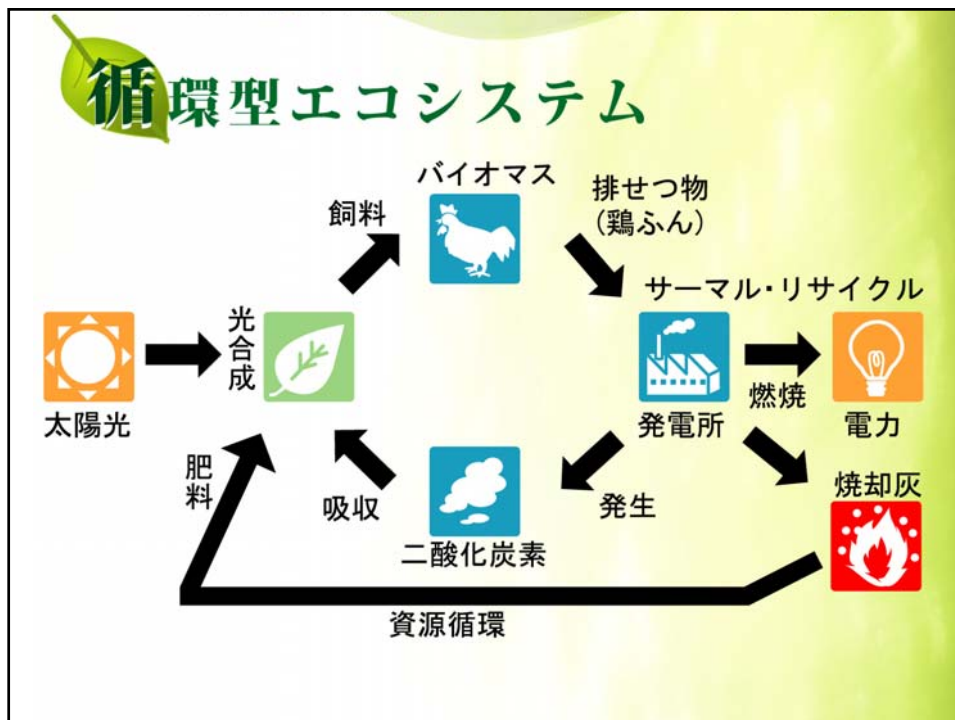 循環型エコシステム
バイオマス
排せつ物
(鶏ふん)
飼料
サーマル・リサイクル
光合成
太陽光
燃焼
発電所
電力
肥料
吸収
発生
焼却灰
二酸化炭素
資源循環